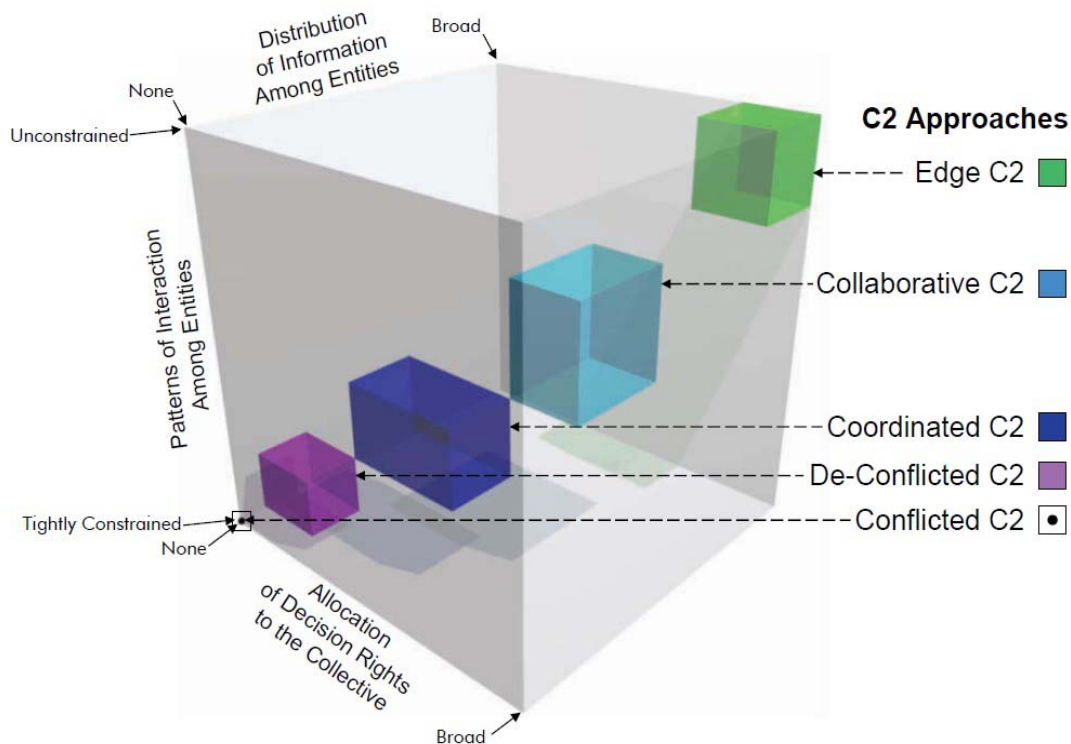 Distribution
of Information
Among Entities
Broad
None
Unconstrained
C2 Approaches
Edge C2
Collaborative C2
Patterns of Interaction
Among Entities
Coordinated C2
De-Conflicted C2
Tightly Constrained
Conflicted C2
None
Allocation
of Decision Rights
to the Collective
Broad